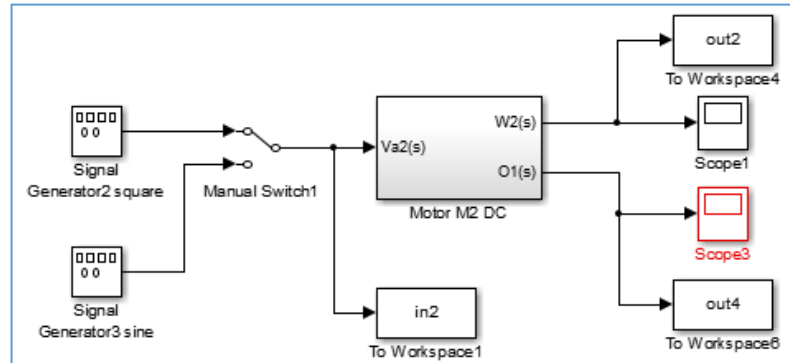 out2
To Workspace4
W2(s)
Va2(s)
O1(s)
Scope1
Signal
Generator2 square
Manual Switch1
Motor M2 DC
Scope3
Signal
Generator3 sine
in2
To Workspace1
out4
To Workspace6